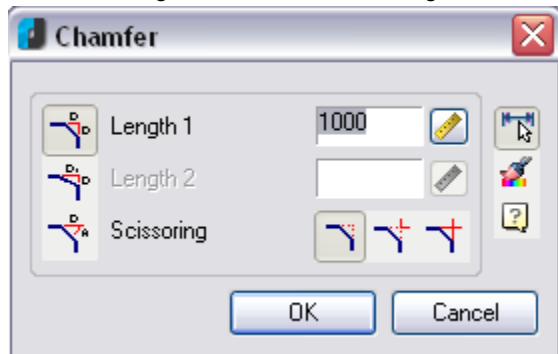 Chamfer
Length 1 1000
Length 2
Scissoring
OK Cancel